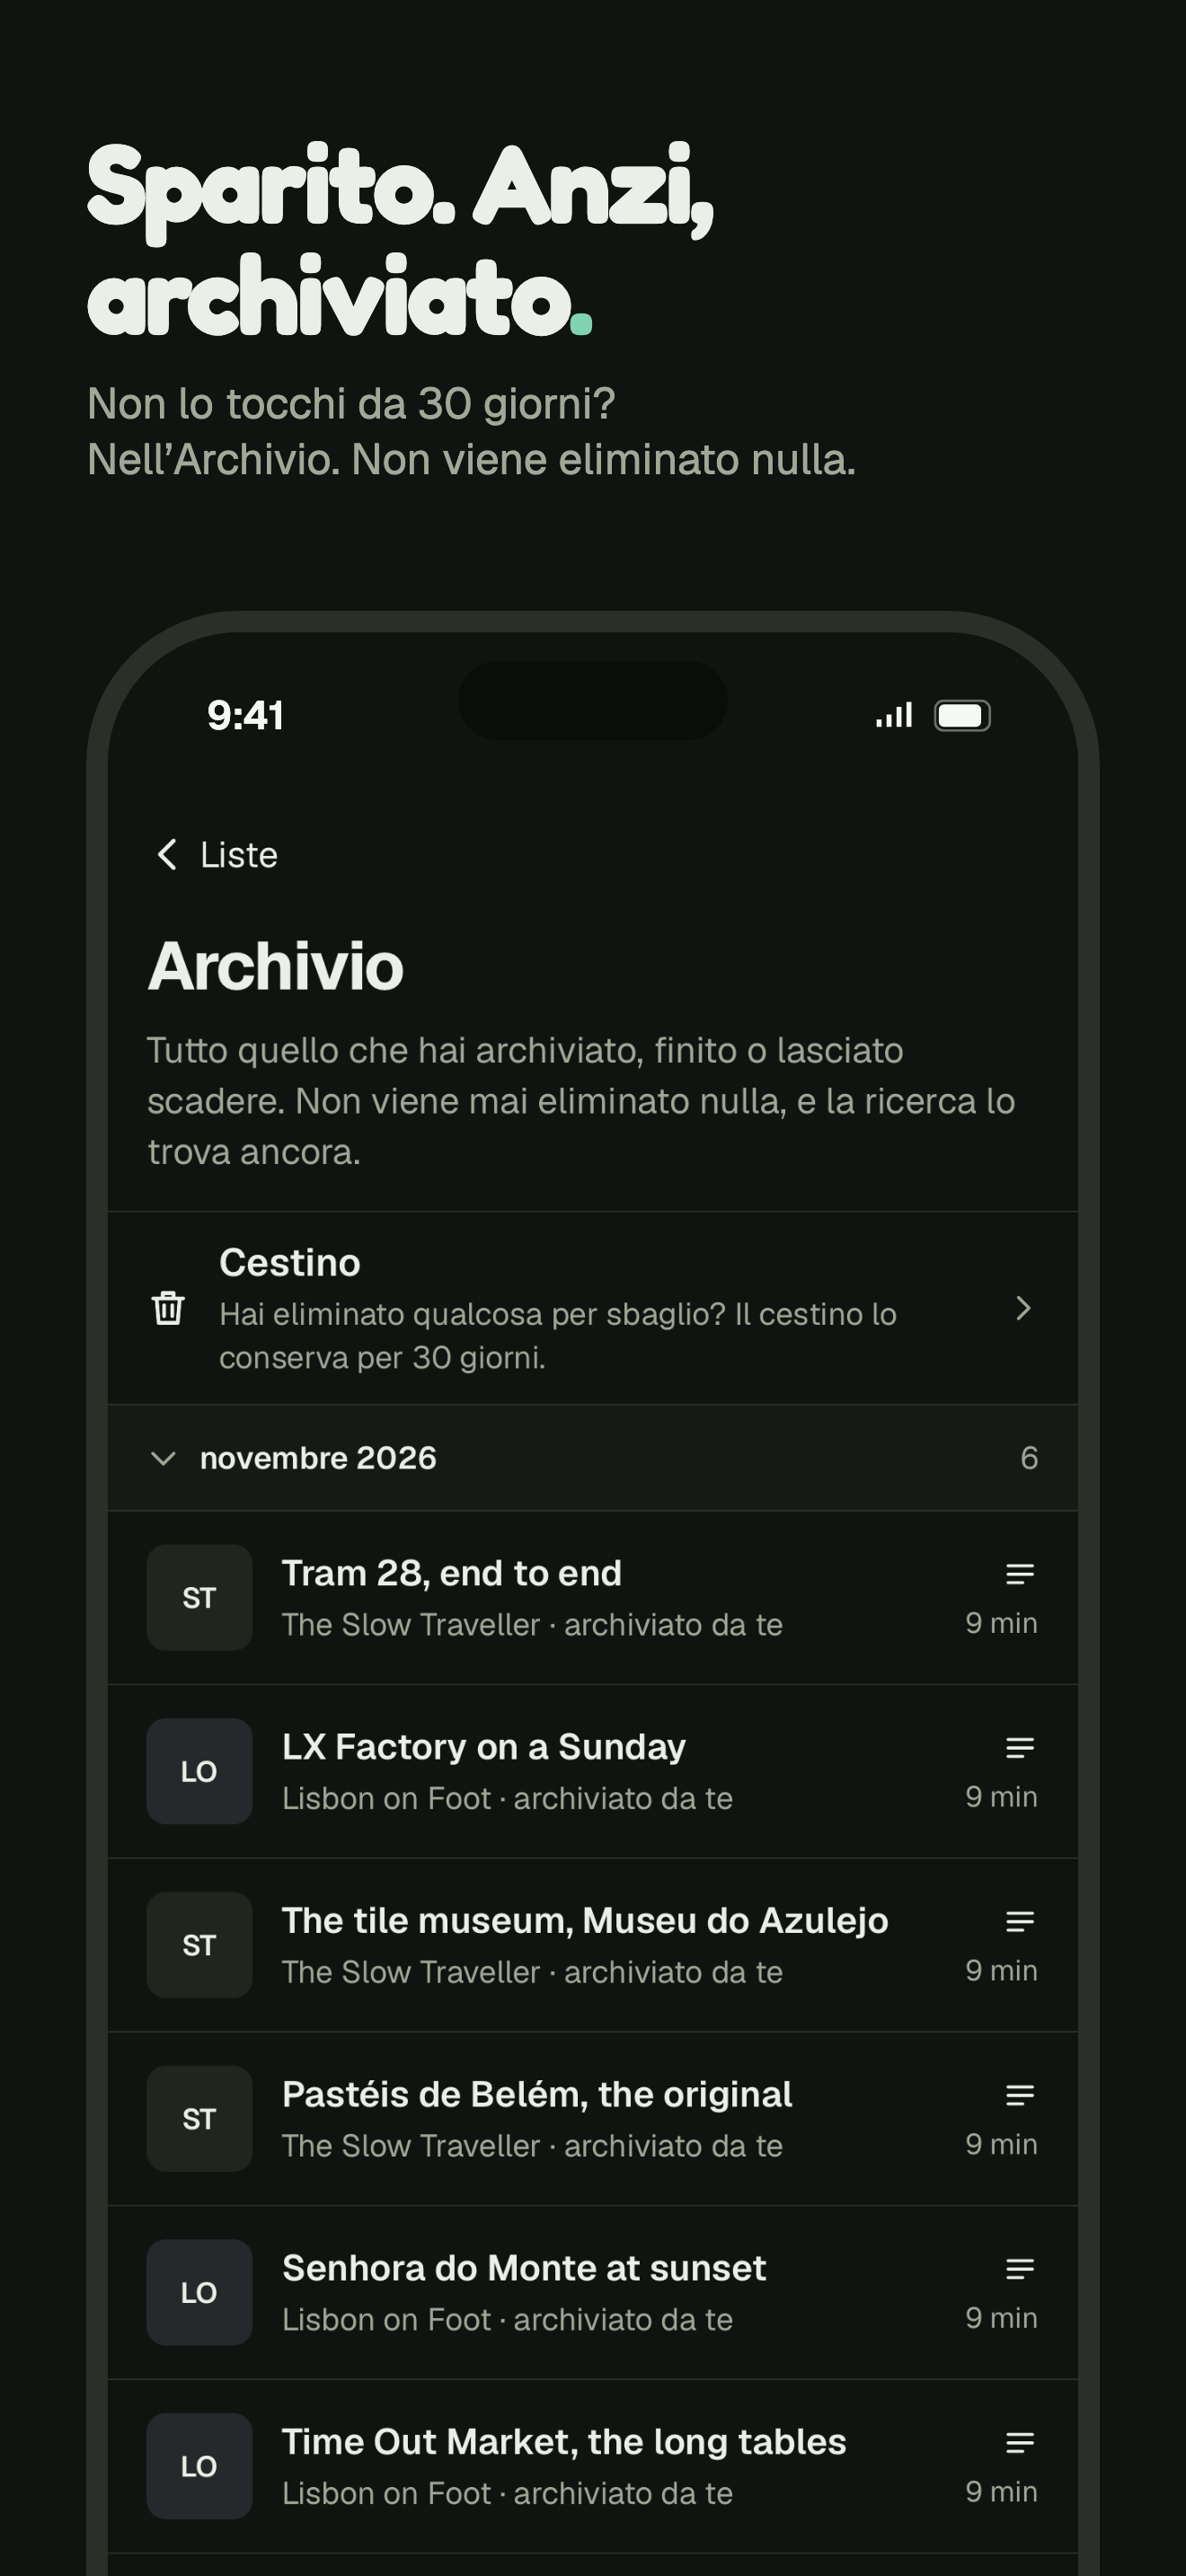 Sparito. Anzi,
archiviato.
Non lo tocchi da 30 giorni?
Nell’Archivio. Non viene eliminato nulla.
9:41
Liste
Archivio
Tutto quello che hai archiviato, finito o lasciato
scadere. Non viene mai eliminato nulla, e la ricerca lo
trova ancora.
Cestino
Hai eliminato qualcosa per sbaglio? Il cestino lo
conserva per 30 giorni.
novembre 2026 6
ST
Tram 28, end to end
The Slow Traveller · archiviato da te
9 min
LO
LX Factory on a Sunday
Lisbon on Foot · archiviato da te
9 min
ST
The tile museum, Museu do Azulejo
The Slow Traveller · archiviato da te
9 min
ST
Pastéis de Belém, the original
The Slow Traveller · archiviato da te
9 min
LO
Senhora do Monte at sunset
Lisbon on Foot · archiviato da te
9 min
LO
Time Out Market, the long tables
Lisbon on Foot · archiviato da te
9 min